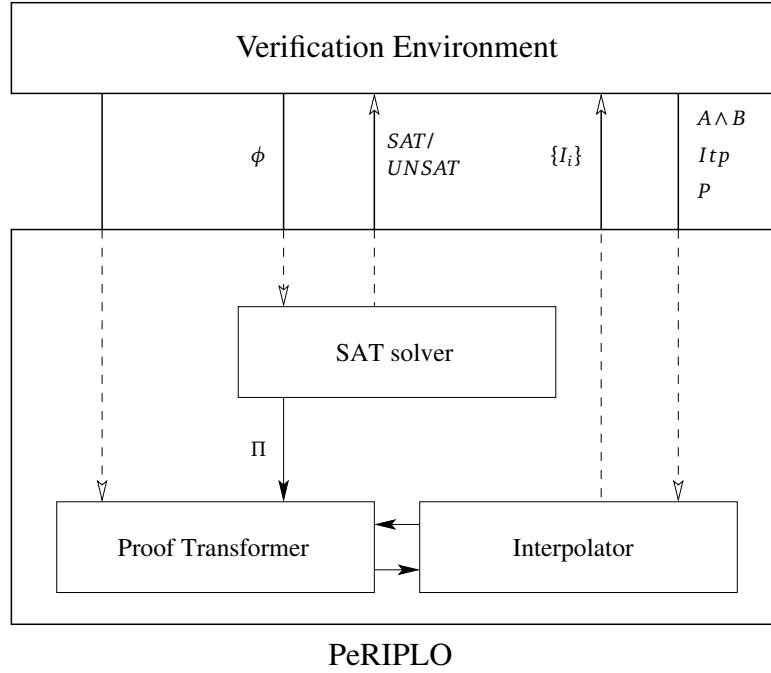 Verification Environment
ϕ
SAT/
UNSAT
{I_i}
A ∧ B
Itp
P
SAT solver
Π
Proof Transformer
Interpolator
PeRIPLO